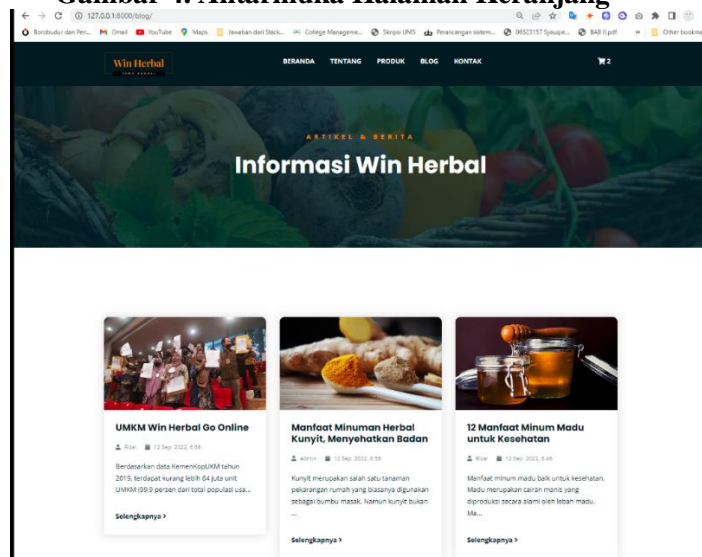 Gambar 4. Antarmuka Halaman Keranjang
127.0.0.1:8000/blog/
Borobudur dan Pen... Gmail YouTube Maps Jawaban dari Stack... College Manageme... Skripsi UMS Perancangan sistem... BAB II.pdf » Other bookma
Win Herbal
BERANDA TENTANG PRODUK BLOG KONTAK 2
ARTIKEL & BERITA
Informasi Win Herbal
UMKM Win Herbal Go Online
Rizal 12 Sep 2022, 6.58
Berdasarkan data KemenKopUKM tahun
2019, terdapat kurang lebih 64 juta unit
UMKM (99,9 persen dari total populasi usa...
Selengkapnya >
Manfaat Minuman Herbal
Kunyit, Menyehatkan Badan
admin 12 Sep 2022, 6.56
Kunyit merupakan salah satu tanaman
pekarangan rumah yang biasanya digunakan
sebagai bumbu masak. Namun kunyit bukan
...
Selengkapnya >
12 Manfaat Minum Madu
untuk Kesehatan
Rizal 12 Sep 2022, 6.46
Manfaat minum madu baik untuk kesehatan.
Madu merupakan cairan manis yang
diproduksi secara alami oleh lebah madu.
Ma...
Selengkapnya >